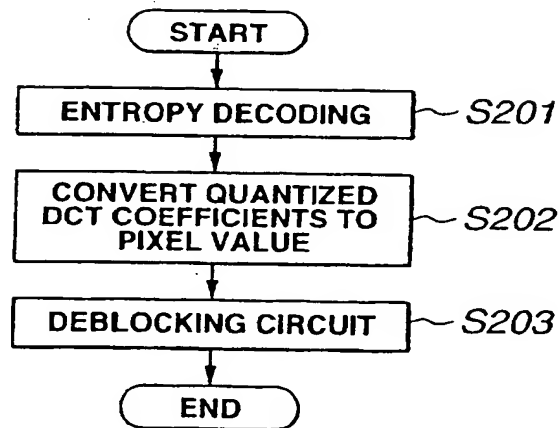 START
ENTROPY DECODING
S201
CONVERT QUANTIZED
DCT COEFFICIENTS TO
PIXEL VALUE
S202
DEBLOCKING CIRCUIT
S203
END